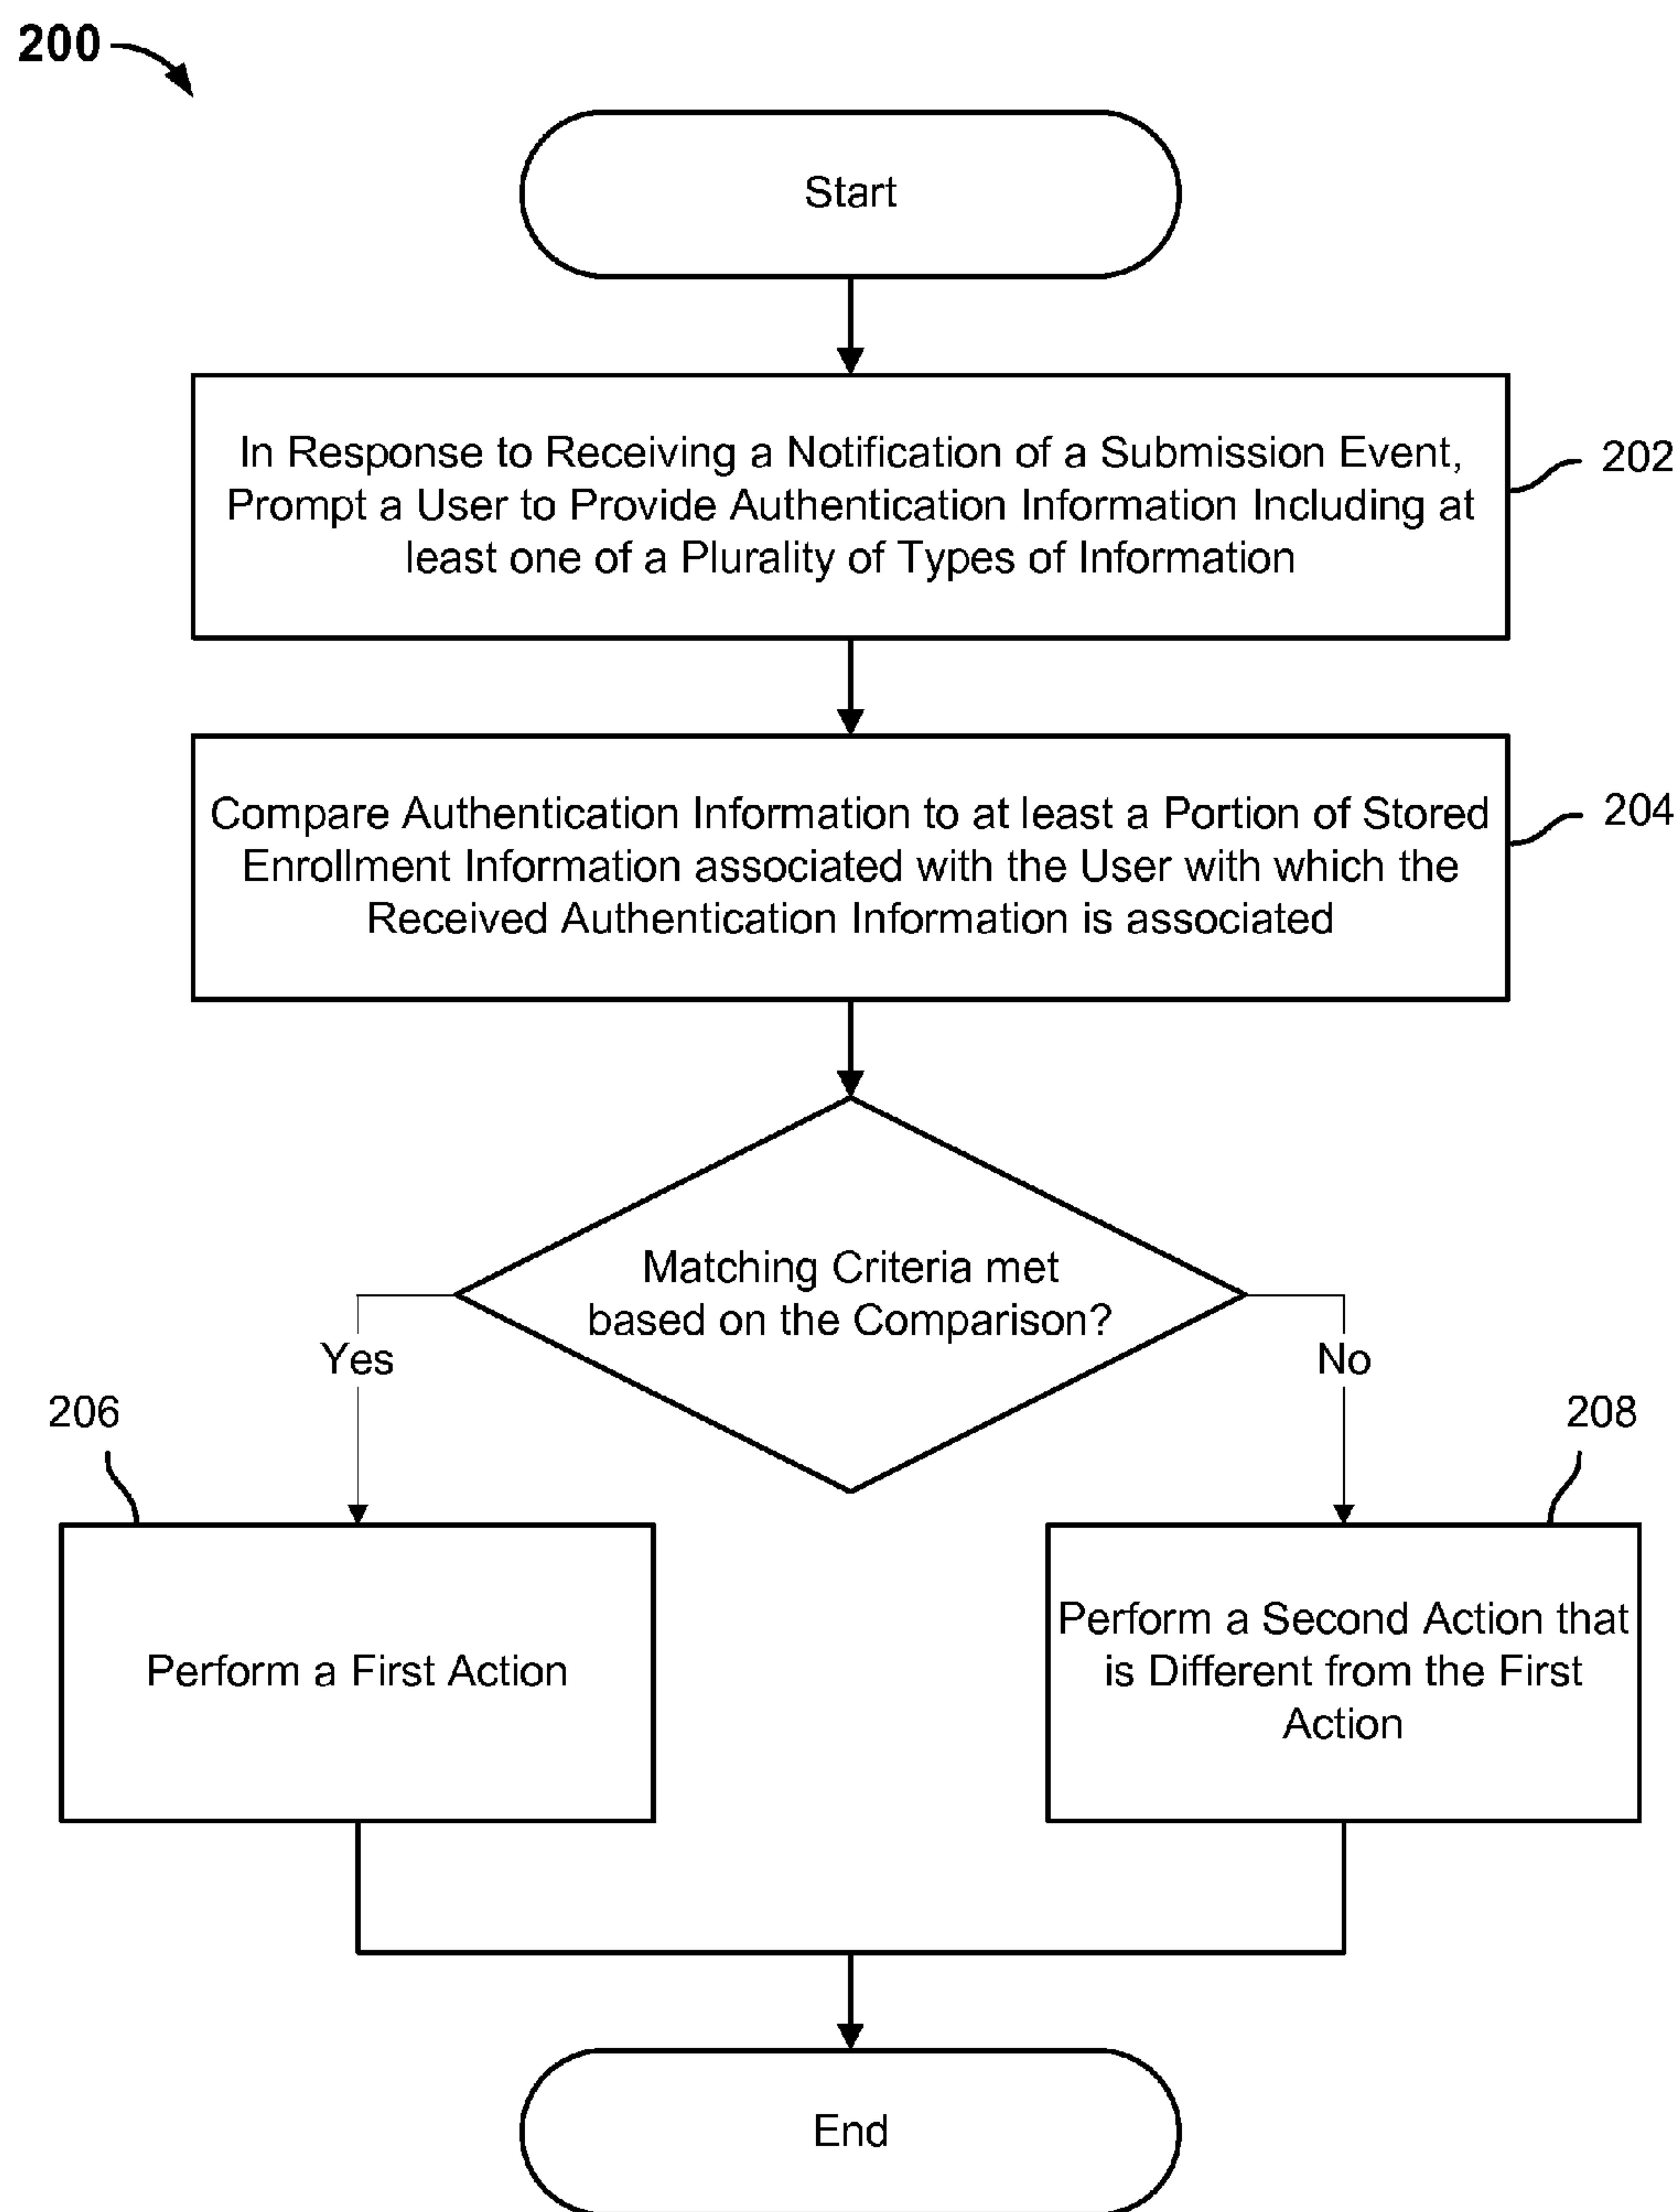 200
Start
In Response to Receiving a Notification of a Submission Event,
Prompt a User to Provide Authentication Information Including at
least one of a Plurality of Types of Information
202
Compare Authentication Information to at least a Portion of Stored
Enrollment Information associated with the User with which the
Received Authentication Information is associated
204
Matching Criteria met
based on the Comparison?
Yes
No
206
208
Perform a First Action
Perform a Second Action that
is Different from the First
Action
End